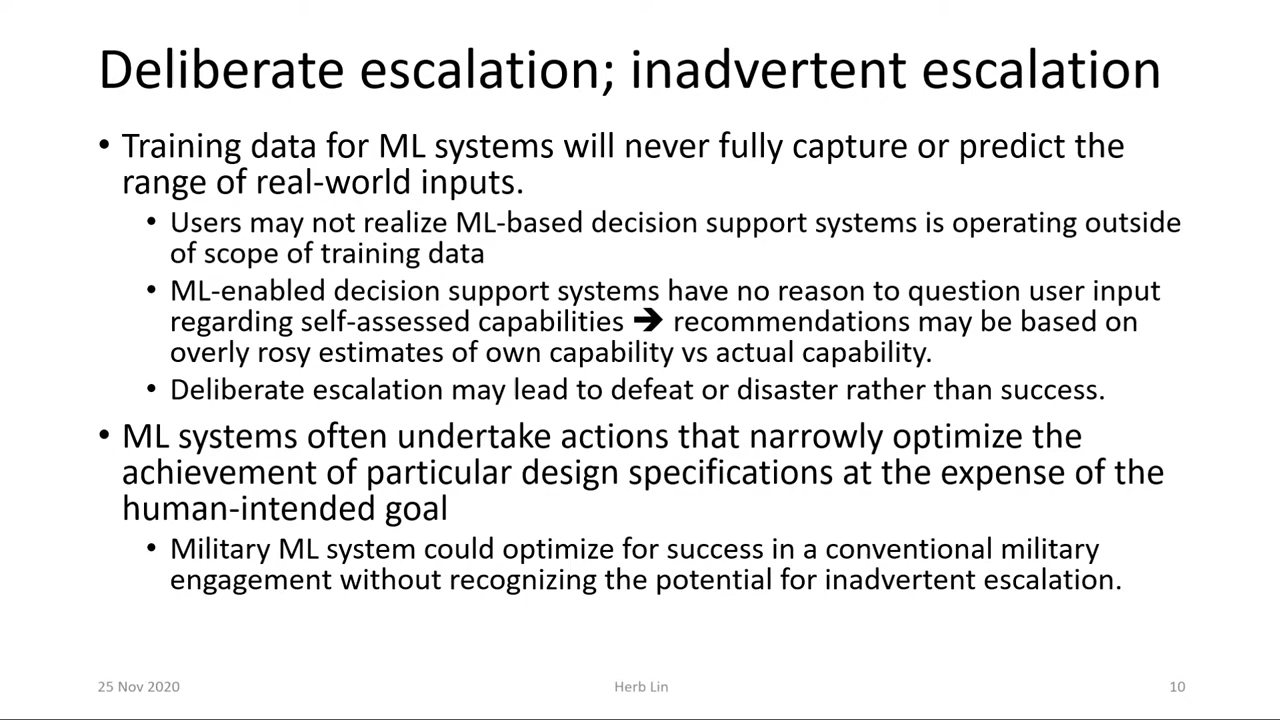 Deliberate escalation; inadvertent escalation
• Training data for ML systems will never fully capture or predict the
range of real-world inputs.
• Users may not realize ML-based decision support systems is operating outside
of scope of training data
• ML-enabled decision support systems have no reason to question user input
regarding self-assessed capabilities ➔ recommendations may be based on
overly rosy estimates of own capability vs actual capability.
• Deliberate escalation may lead to defeat or disaster rather than success.
• ML systems often undertake actions that narrowly optimize the
achievement of particular design specifications at the expense of the
human-intended goal
• Military ML system could optimize for success in a conventional military
engagement without recognizing the potential for inadvertent escalation.
25 Nov 2020
Herb Lin
10